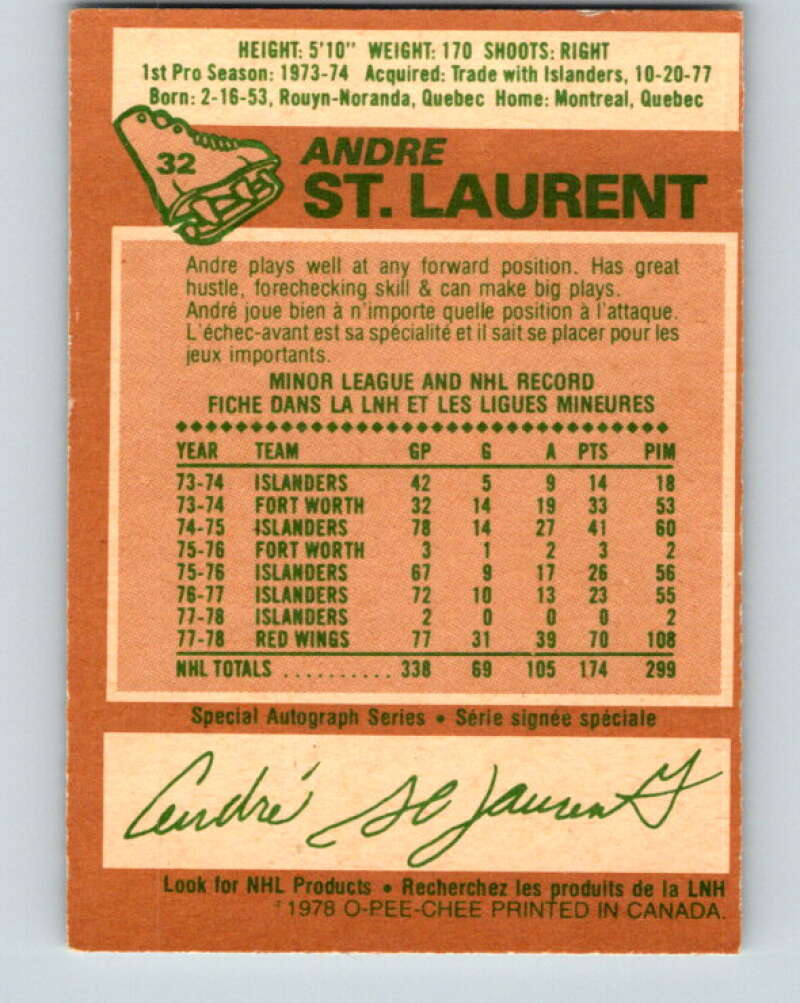 HEIGHT: 5'10" WEIGHT: 170 SHOOTS: RIGHT
1st Pro Season: 1973-74 Acquired: Trade with Islanders, 10-20-77
Born: 2-16-53, Rouyn-Noranda, Quebec Home: Montreal, Quebec
32
ANDRE
ST. LAURENT
Andre plays well at any forward position. Has great
hustle, forechecking skill & can make big plays.
André joue bien à n'importe quelle position à l'attaque.
L'échec-avant est sa spécialité et il sait se placer pour les
jeux importants.
MINOR LEAGUE AND NHL RECORD
FICHE DANS LA LNH ET LES LIGUES MINEURES
YEAR TEAM GP G A PTS PIM
73-74 ISLANDERS 42 5 9 14 18
73-74 FORT WORTH 32 14 19 33 53
74-75 ISLANDERS 78 14 27 41 60
75-76 FORT WORTH 3 1 2 3 2
75-76 ISLANDERS 67 9 17 26 56
76-77 ISLANDERS 72 10 13 23 55
77-78 ISLANDERS 2 0 0 0 2
77-78 RED WINGS 77 31 39 70 108
NHL TOTALS .......... 338 69 105 174 299
Special Autograph Series • Série signée spéciale
André St Laurent
Look for NHL Products • Recherchez les produits de la LNH
1978 O-PEE-CHEE PRINTED IN CANADA.